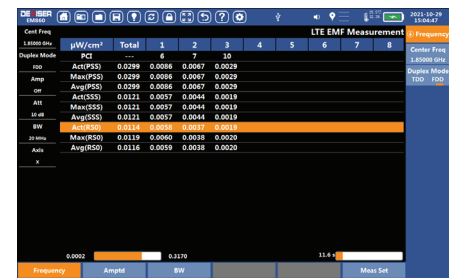 DEVISER
EM860
2021-10-29
15:04:47
Cent Freq
1.85000 GHz
Duplex Mode
FDD
Amp
Off
Att
10 dB
BW
20 MHz
Axis
X
LTE EMF Measurement
µW/cm² Total 1 2 3 4 5 6 7 8
PCI --- 6 7 10
Act(PSS) 0.0299 0.0086 0.0067 0.0029
Max(PSS) 0.0299 0.0086 0.0067 0.0029
Avg(PSS) 0.0299 0.0086 0.0067 0.0029
Act(SSS) 0.0121 0.0057 0.0044 0.0019
Max(SSS) 0.0121 0.0057 0.0044 0.0019
Avg(SSS) 0.0121 0.0057 0.0044 0.0019
Act(RS0) 0.0114 0.0058 0.0037 0.0019
Max(RS0) 0.0119 0.0060 0.0038 0.0020
Avg(RS0) 0.0116 0.0059 0.0038 0.0020
0.0002 0.3170 11.6 s
Frequency
Center Freq
1.85000 GHz
Duplex Mode
TDD FDD
Frequency Amptd BW Meas Set